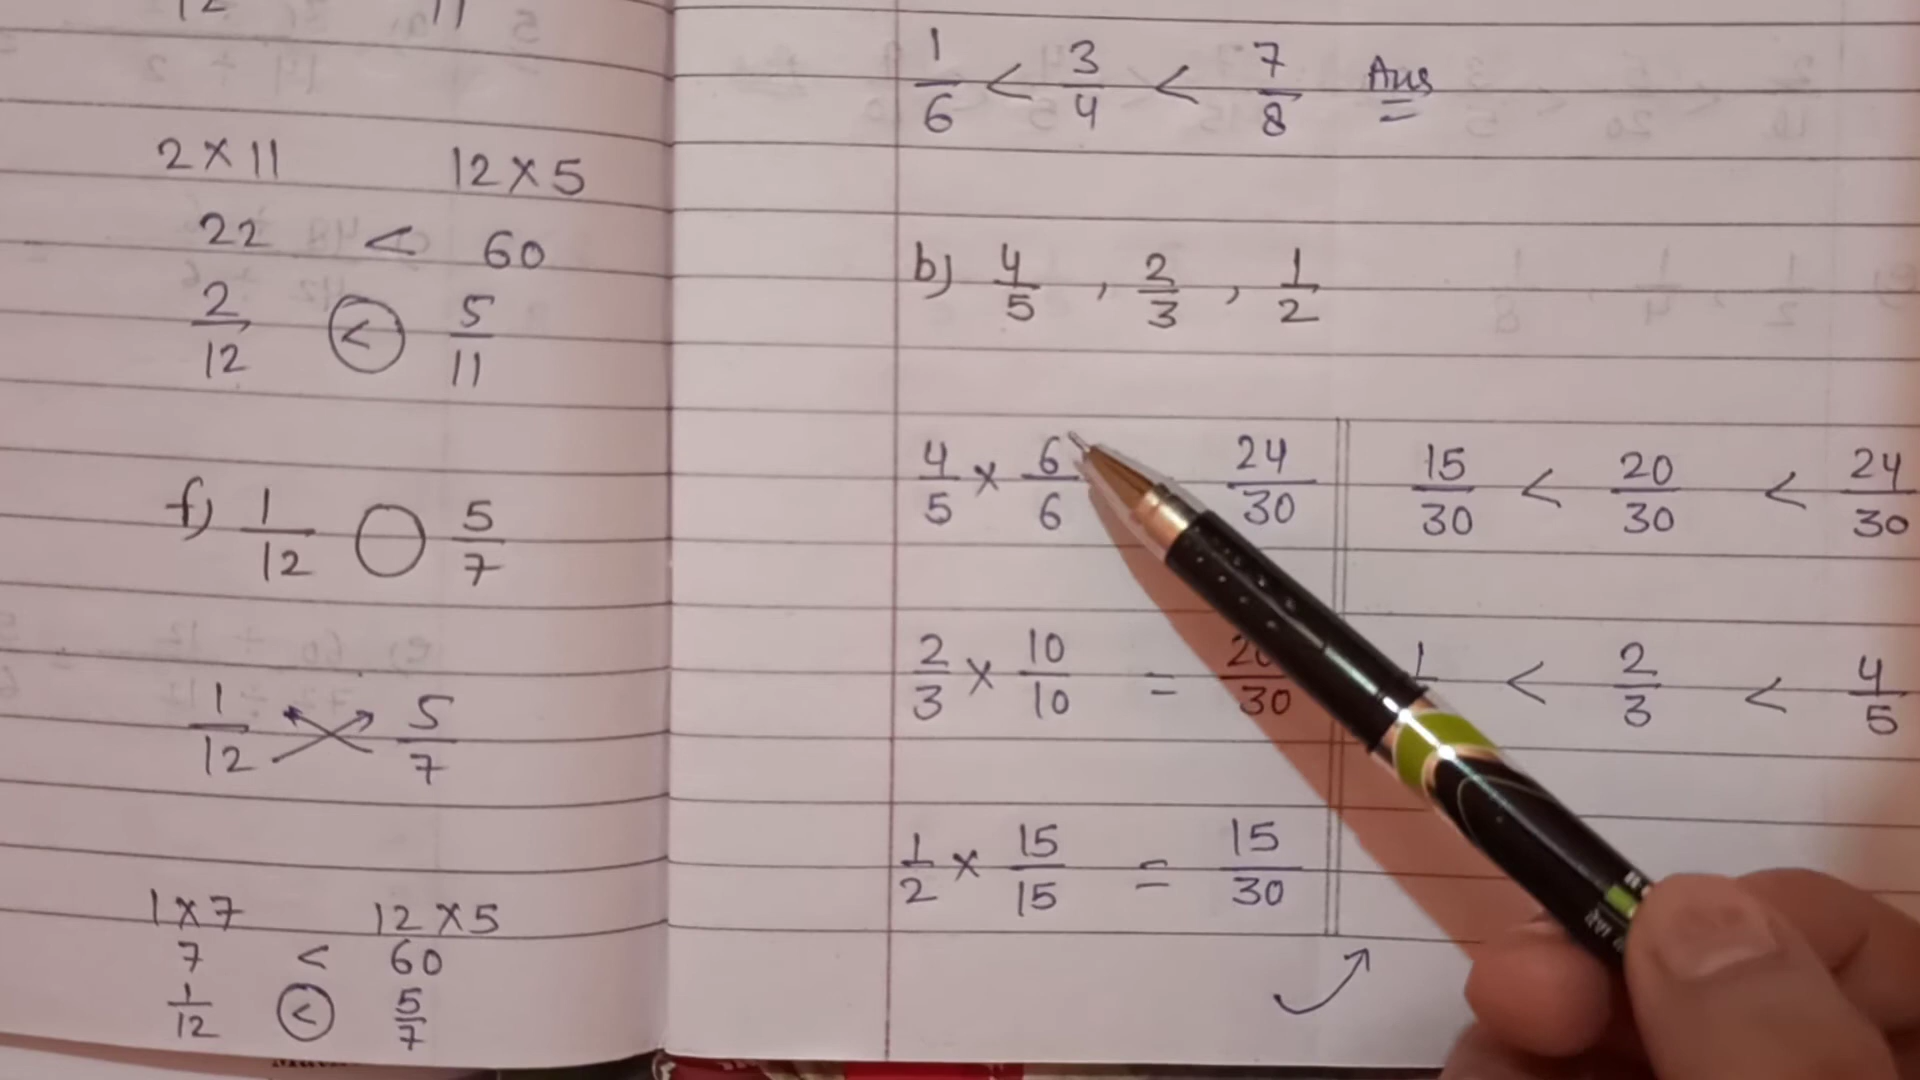 2 × 11 12 × 5
22 < 60
2/12 < 5/11
f) 1/12 ○ 5/7
1/12 5/7
1 × 7 12 × 5
7 < 60
1/12 < 5/7
1/6 < 3/4 < 7/8 Ans
b) 4/5 , 2/3 , 1/2
4/5 × 6/6 24/30
2/3 × 10/10 = 20/30
1/2 × 15/15 = 15/30
15/30 < 20/30 < 24/30
1 < 2/3 < 4/5